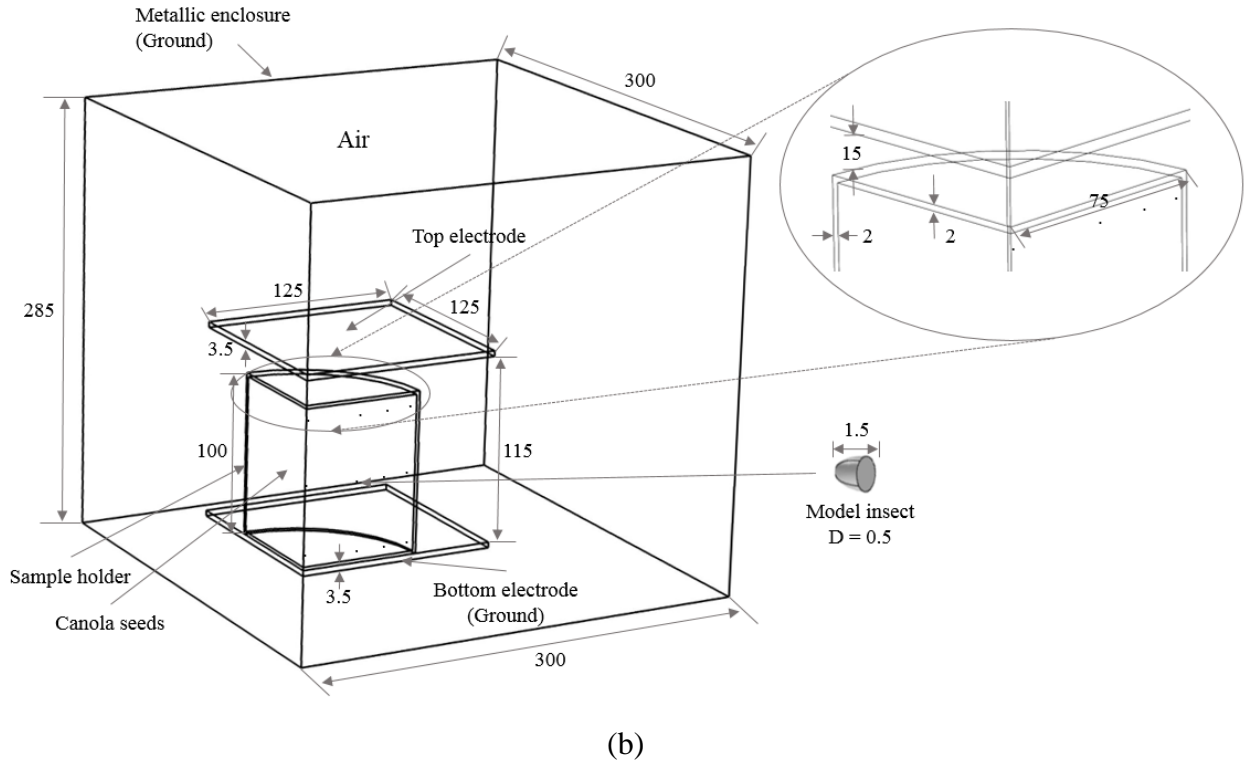 Metallic enclosure
(Ground)
300
Air
15
75
2
2
Top electrode
125
125
285
3.5
100
115
1.5
Model insect
D = 0.5
Sample holder
3.5
Bottom electrode
(Ground)
Canola seeds
300
(b)